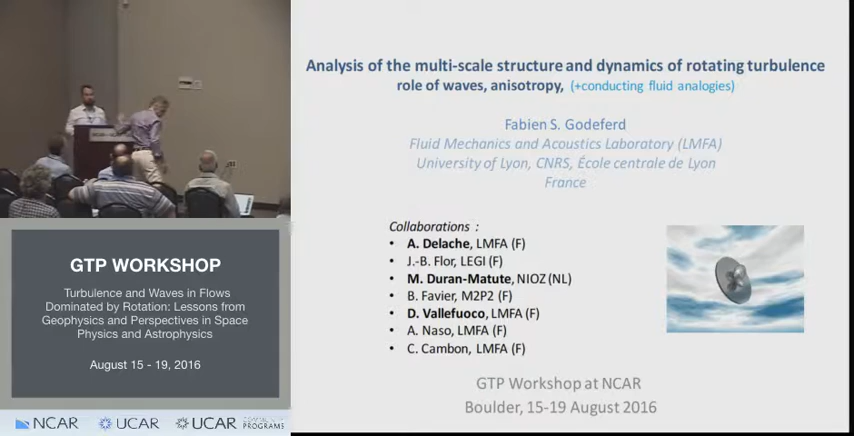 Analysis of the multi-scale structure and dynamics of rotating turbulence
role of waves, anisotropy, (+conducting fluid analogies)
Fabien S. Godeferd
Fluid Mechanics and Acoustics Laboratory (LMFA)
University of Lyon, CNRS, École centrale de Lyon
France
Collaborations :
• A. Delache, LMFA (F)
• J.-B. Flor, LEGI (F)
• M. Duran-Matute, NIOZ (NL)
• B. Favier, M2P2 (F)
• D. Vallefuoco, LMFA (F)
• A. Naso, LMFA (F)
• C. Cambon, LMFA (F)
GTP Workshop at NCAR
Boulder, 15-19 August 2016
GTP WORKSHOP
Turbulence and Waves in Flows
Dominated by Rotation: Lessons from
Geophysics and Perspectives in Space
Physics and Astrophysics
August 15 - 19, 2016
NCAR
UCAR
UCAR
PROGRAMS